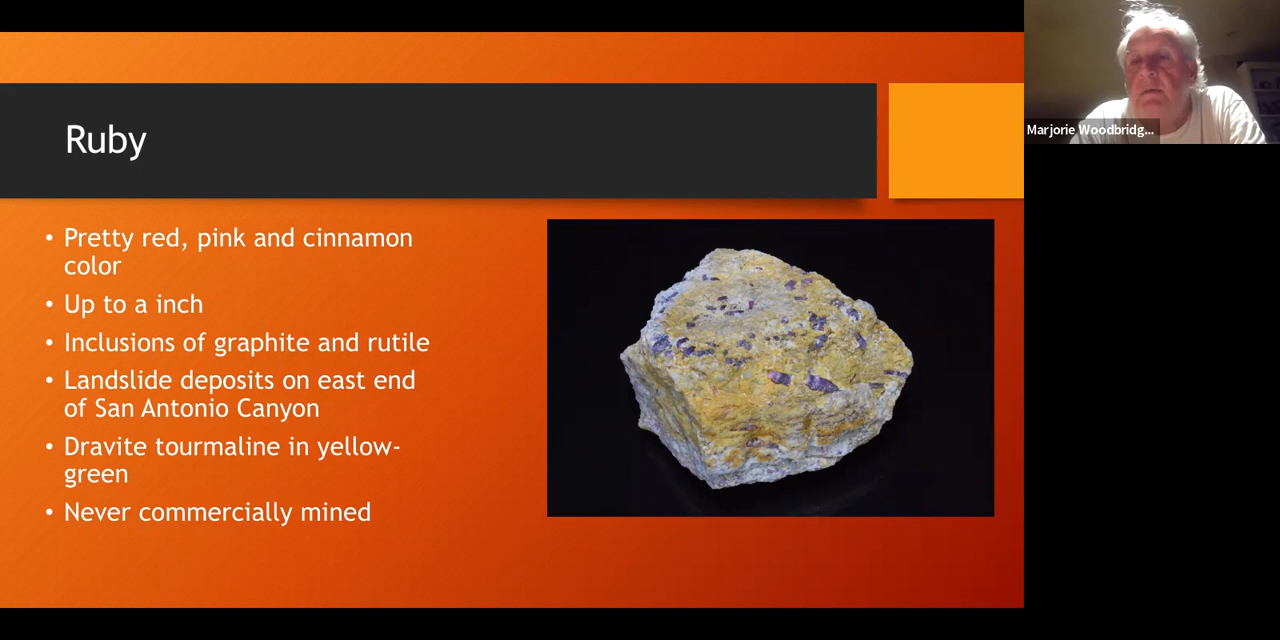 Ruby
• Pretty red, pink and cinnamon
color
• Up to a inch
• Inclusions of graphite and rutile
• Landslide deposits on east end
of San Antonio Canyon
• Dravite tourmaline in yellow-
green
• Never commercially mined
Marjorie Woodbridg...